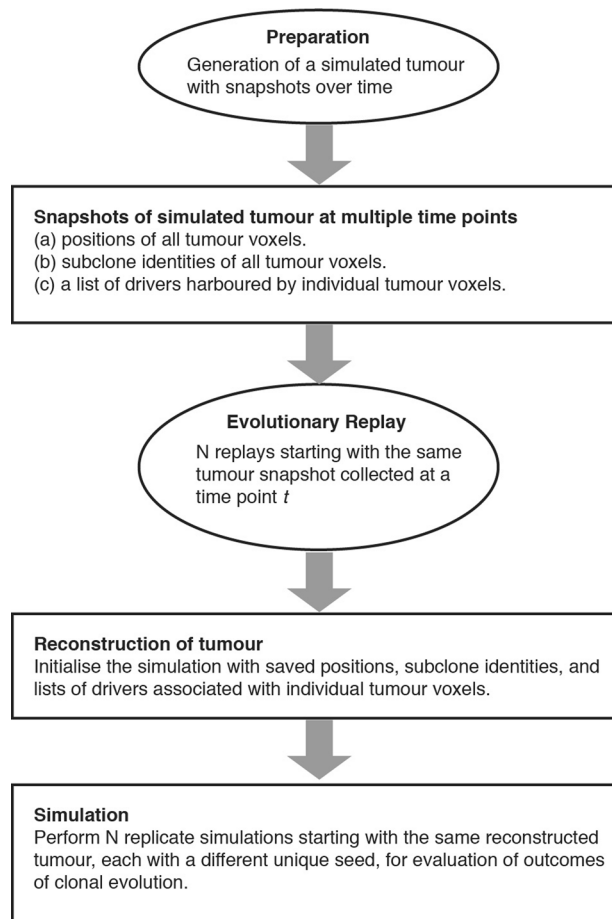 Preparation
Generation of a simulated tumour
with snapshots over time
Snapshots of simulated tumour at multiple time points
(a) positions of all tumour voxels.
(b) subclone identities of all tumour voxels.
(c) a list of drivers harboured by individual tumour voxels.
Evolutionary Replay
N replays starting with the same
tumour snapshot collected at a
time point t
Reconstruction of tumour
Initialise the simulation with saved positions, subclone identities, and
lists of drivers associated with individual tumour voxels.
Simulation
Perform N replicate simulations starting with the same reconstructed
tumour, each with a different unique seed, for evaluation of outcomes
of clonal evolution.